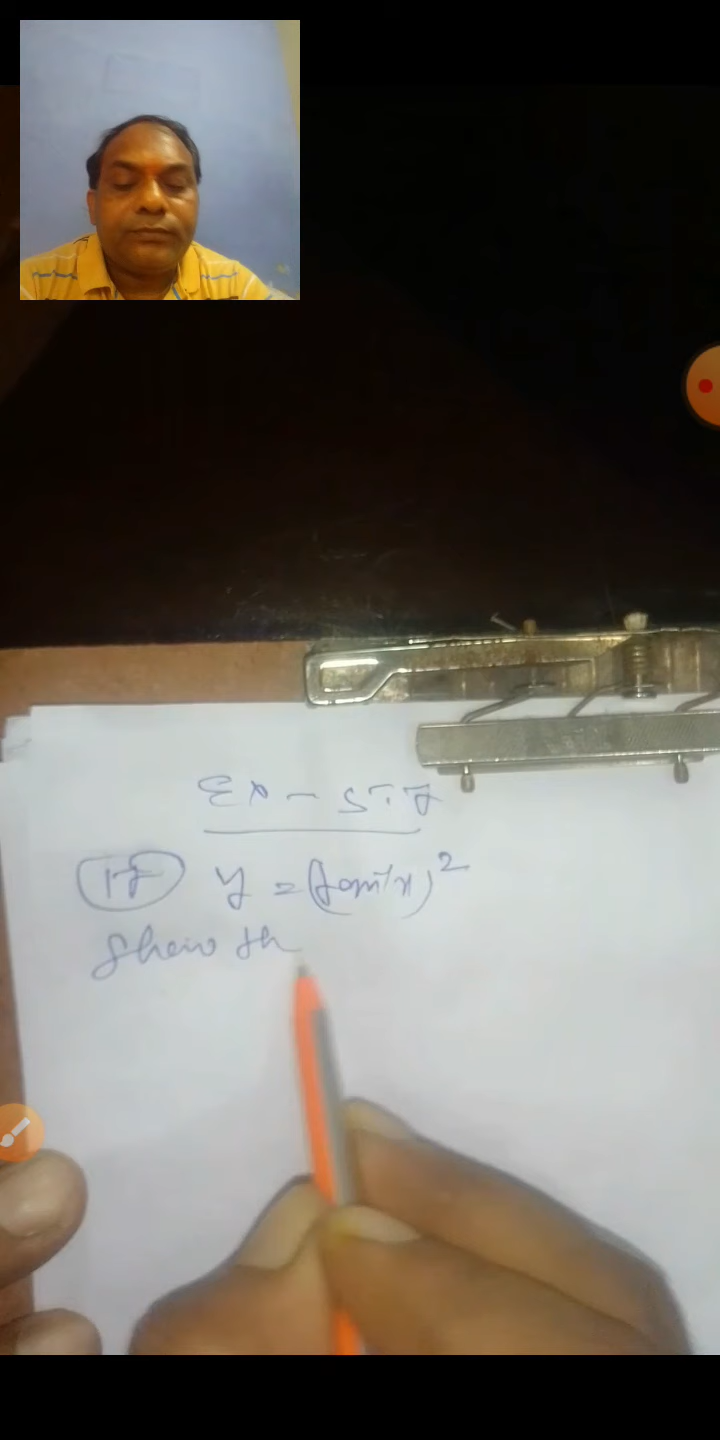 Ex - 5.7
17 y = (tan⁻¹x)²
Show th